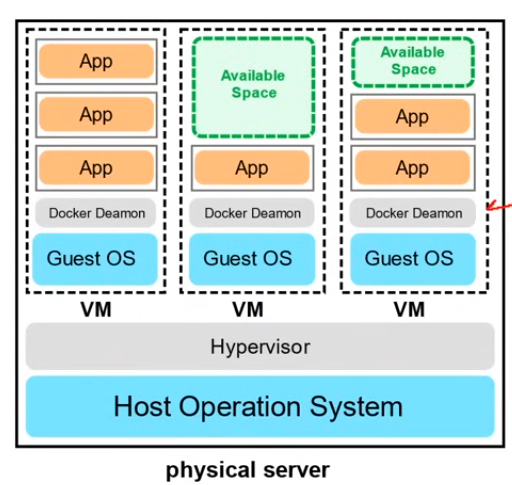 App
App
App
Docker Deamon
Guest OS
VM
Available
Space
App
Docker Deamon
Guest OS
VM
Available
Space
App
App
Docker Deamon
Guest OS
VM
Hypervisor
Host Operation System
physical server